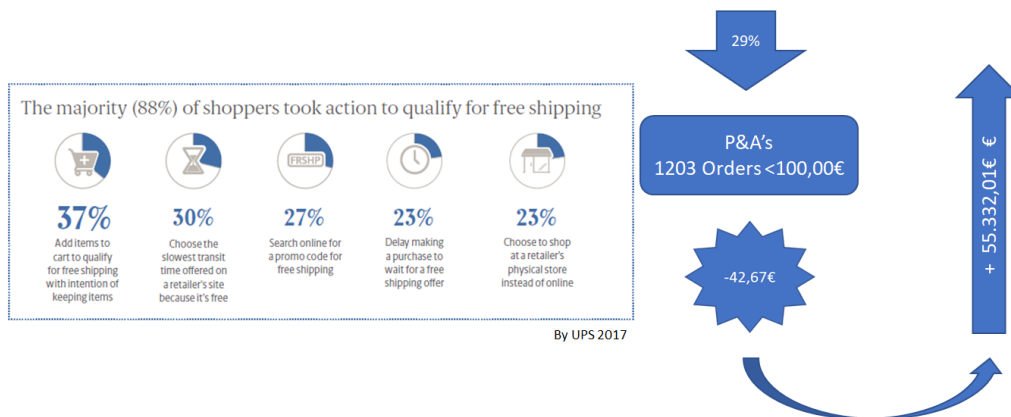 The majority (88%) of shoppers took action to qualify for free shipping
FRSHP
37%
Add items to
cart to qualify
for free shipping
with intention of
keeping items
30%
Choose the
slowest transit
time offered on
a retailer's site
because it's free
27%
Search online for
a promo code for
free shipping
23%
Delay making
a purchase to
wait for a free
shipping offer
23%
Choose to shop
at a retailer's
physical store
instead of online
By UPS 2017
29%
P&A's
1203 Orders <100,00€
-42,67€
+ 55.332,01€ €